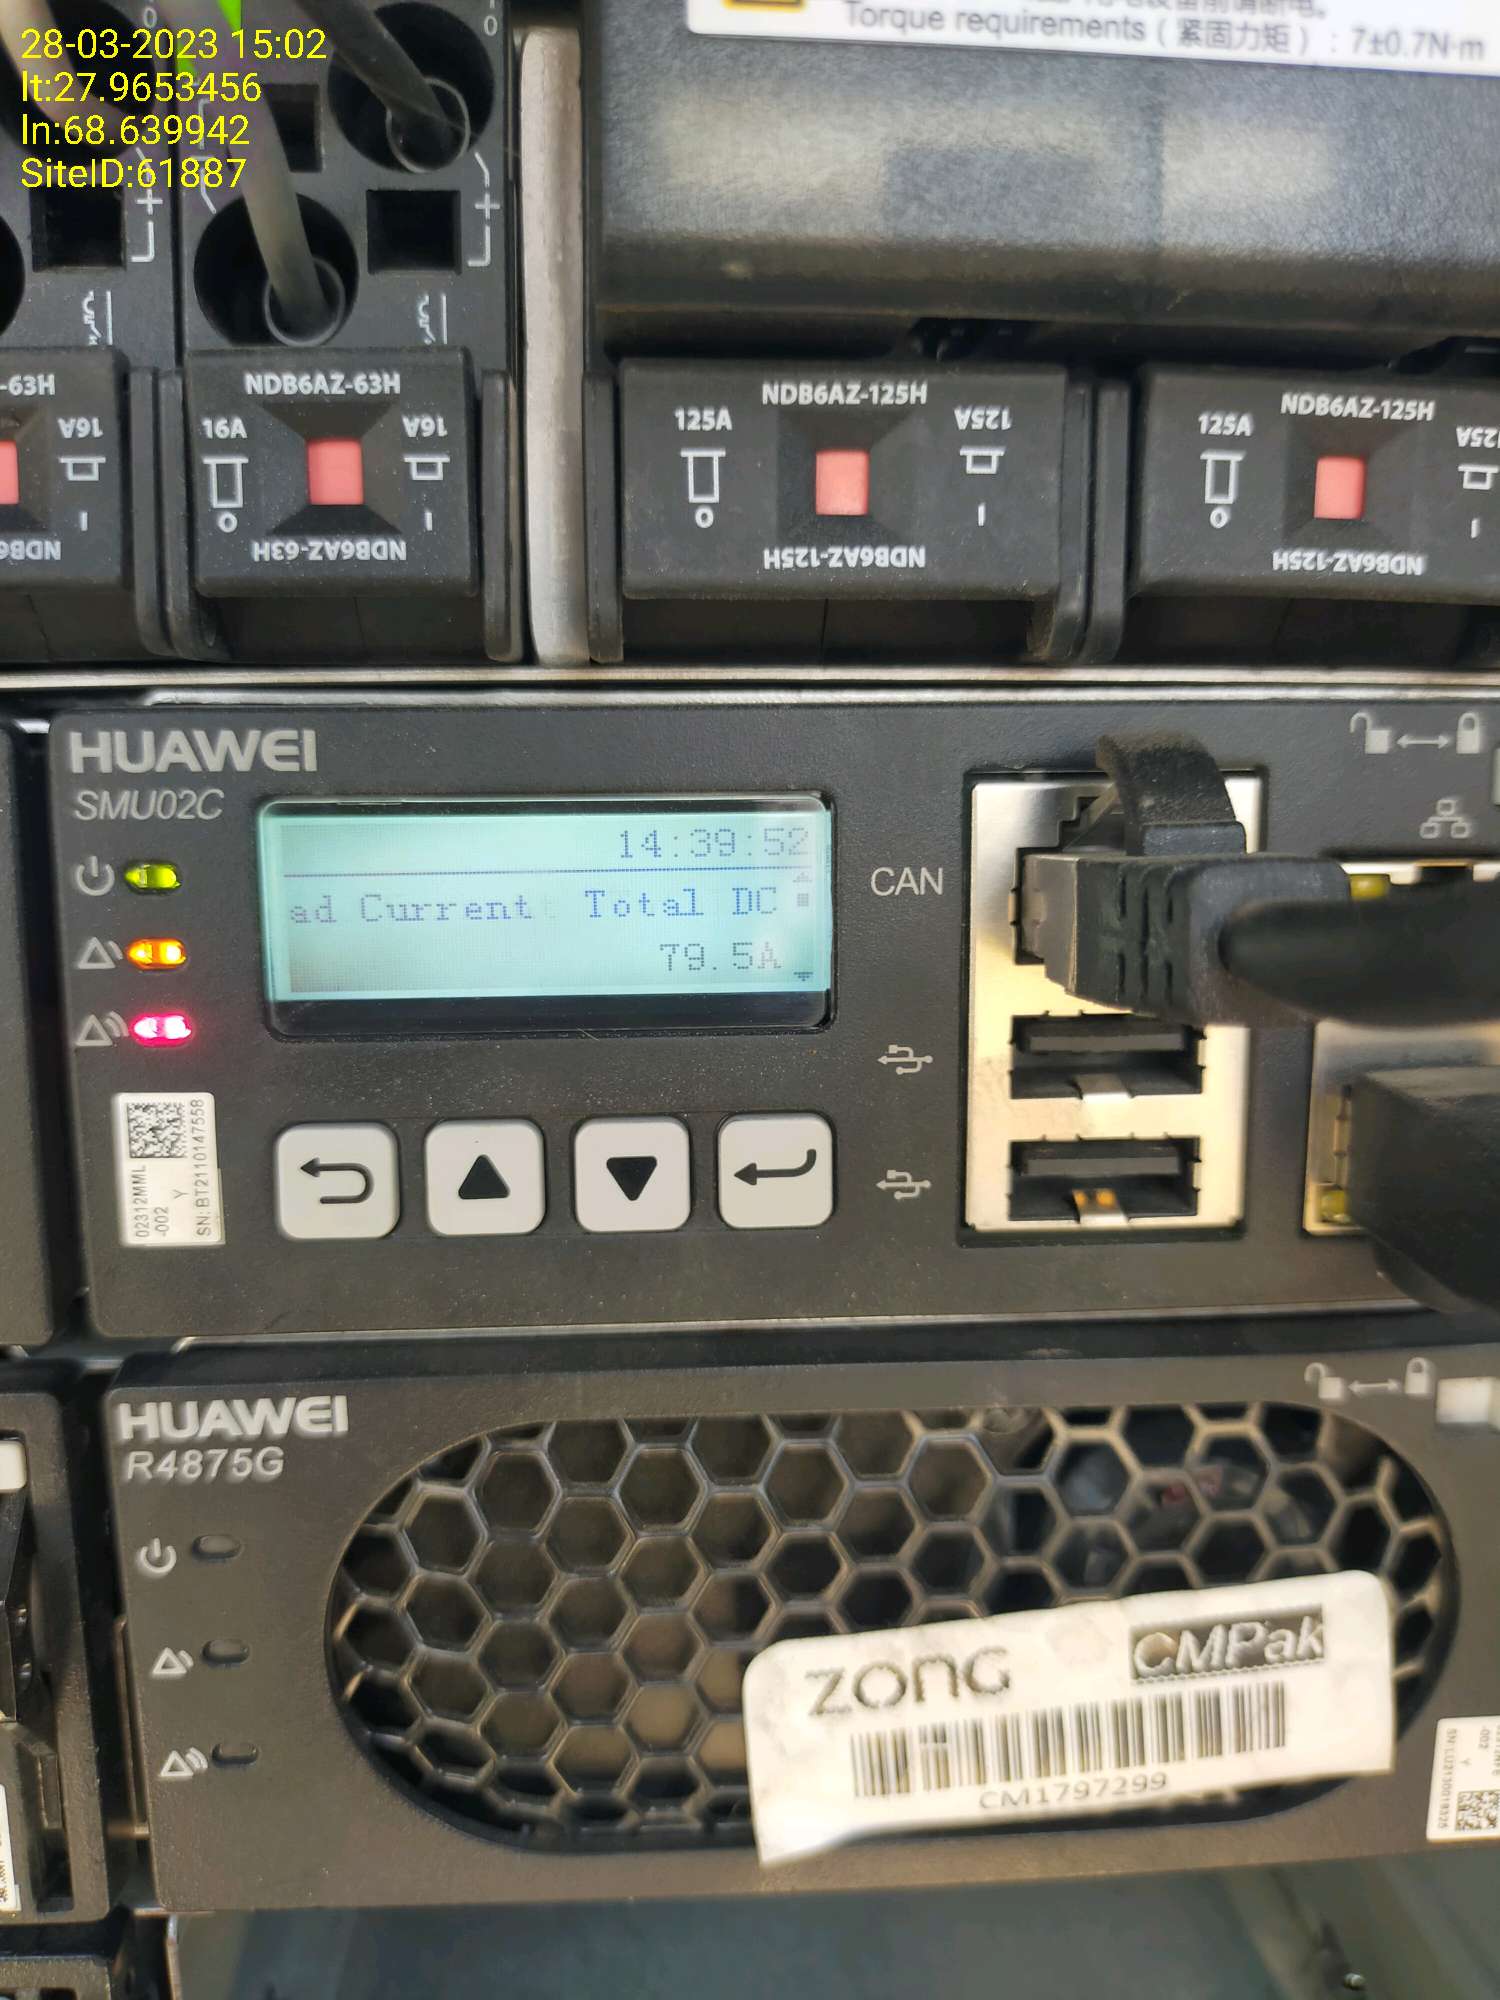 28-03-2023 15:02
lt:27.9653456
ln:68.639942
SiteID:61887
Torque requirements (紧固力矩) : 7±0.7N·m
-63H
16A
NDB6AZ-63H
16A
16A
NDB6AZ-63H
NDB6AZ-125H
125A
125A
NDB6AZ-125H
NDB6AZ-125H
125A
125A
NDB6AZ-125H
HUAWEI
SMU02C
14:39:52
ad Current Total DC
79.5A
CAN
02312MML
-002 Y
SN:BT2110147558
HUAWEI
R4875G
ZONG CMPak
CM1797299